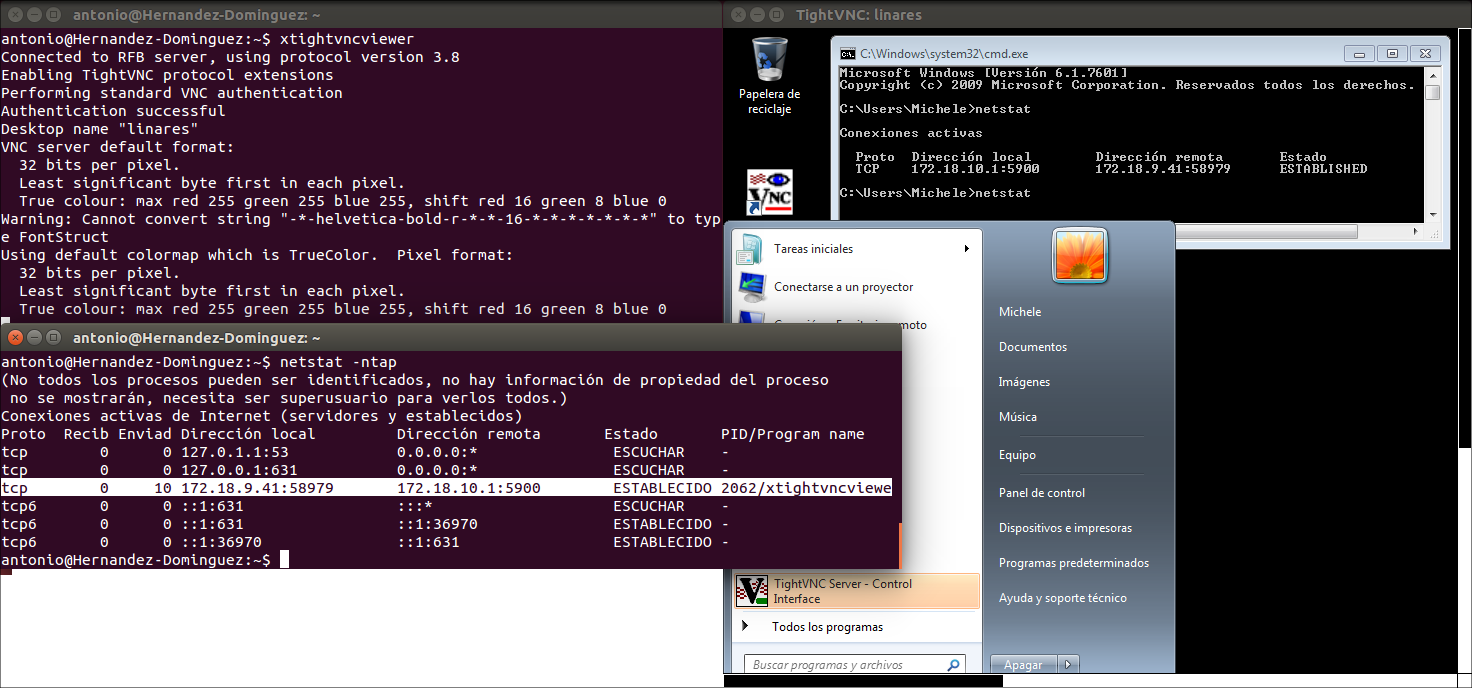 antonio@Hernandez-Dominguez: ~
antonio@Hernandez-Dominguez:~$ xtightvncviewer
Connected to RFB server, using protocol version 3.8
Enabling TightVNC protocol extensions
Performing standard VNC authentication
Authentication successful
Desktop name "linares"
VNC server default format:
  32 bits per pixel.
  Least significant byte first in each pixel.
  True colour: max red 255 green 255 blue 255, shift red 16 green 8 blue 0
Warning: Cannot convert string "-*-helvetica-bold-r-*-*-16-*-*-*-*-*-*-*" to typ
e FontStruct
Using default colormap which is TrueColor.  Pixel format:
  32 bits per pixel.
  Least significant byte first in each pixel.
  True colour: max red 255 green 255 blue 255, shift red 16 green 8 blue 0
antonio@Hernandez-Dominguez: ~
antonio@Hernandez-Dominguez:~$ netstat -ntap
(No todos los procesos pueden ser identificados, no hay información de propiedad del proceso
 no se mostrarán, necesita ser superusuario para verlos todos.)
Conexiones activas de Internet (servidores y establecidos)
Proto  Recib Enviad Dirección local         Dirección remota       Estado       PID/Program name
tcp        0      0 127.0.1.1:53            0.0.0.0:*               ESCUCHAR    -
tcp        0      0 127.0.0.1:631           0.0.0.0:*               ESCUCHAR    -
tcp        0     10 172.18.9.41:58979       172.18.10.1:5900        ESTABLECIDO 2062/xtightvncviewe
tcp6       0      0 ::1:631                 :::*                    ESCUCHAR    -
tcp6       0      0 ::1:631                 ::1:36970               ESTABLECIDO -
tcp6       0      0 ::1:36970               ::1:631                 ESTABLECIDO -
antonio@Hernandez-Dominguez:~$
TightVNC: linares
Papelera de
reciclaje
VNC
C:\Windows\system32\cmd.exe
Microsoft Windows [Versión 6.1.7601]
Copyright (c) 2009 Microsoft Corporation. Reservados todos los derechos.
C:\Users\Michele>netstat
Conexiones activas
Proto  Dirección local        Dirección remota       Estado
TCP    172.18.10.1:5900       172.18.9.41:58979      ESTABLISHED
C:\Users\Michele>netstat
Tareas iniciales
Conectarse a un proyector
TightVNC Server - Control
Interface
Todos los programas
Buscar programas y archivos
Michele
Documentos
Imágenes
Música
Equipo
Panel de control
Dispositivos e impresoras
Programas predeterminados
Ayuda y soporte técnico
Apagar